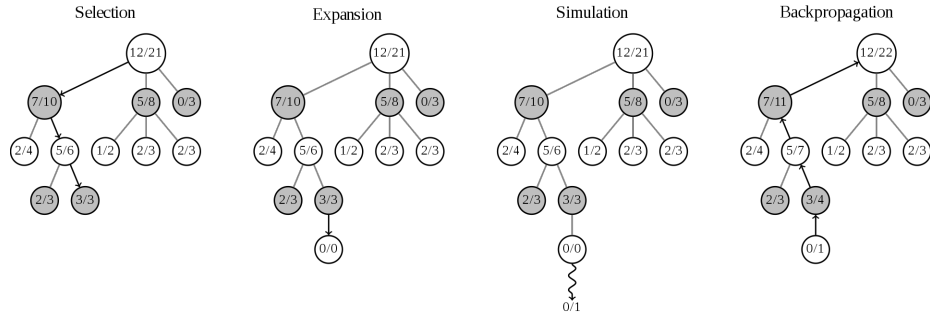 Selection
12/21
7/10 5/8 0/3
2/4 5/6 1/2 2/3 2/3
2/3 3/3
Expansion
12/21
7/10 5/8 0/3
2/4 5/6 1/2 2/3 2/3
2/3 3/3
0/0
Simulation
12/21
7/10 5/8 0/3
2/4 5/6 1/2 2/3 2/3
2/3 3/3
0/0
0/1
Backpropagation
12/22
7/11 5/8 0/3
2/4 5/7 1/2 2/3 2/3
2/3 3/4
0/1